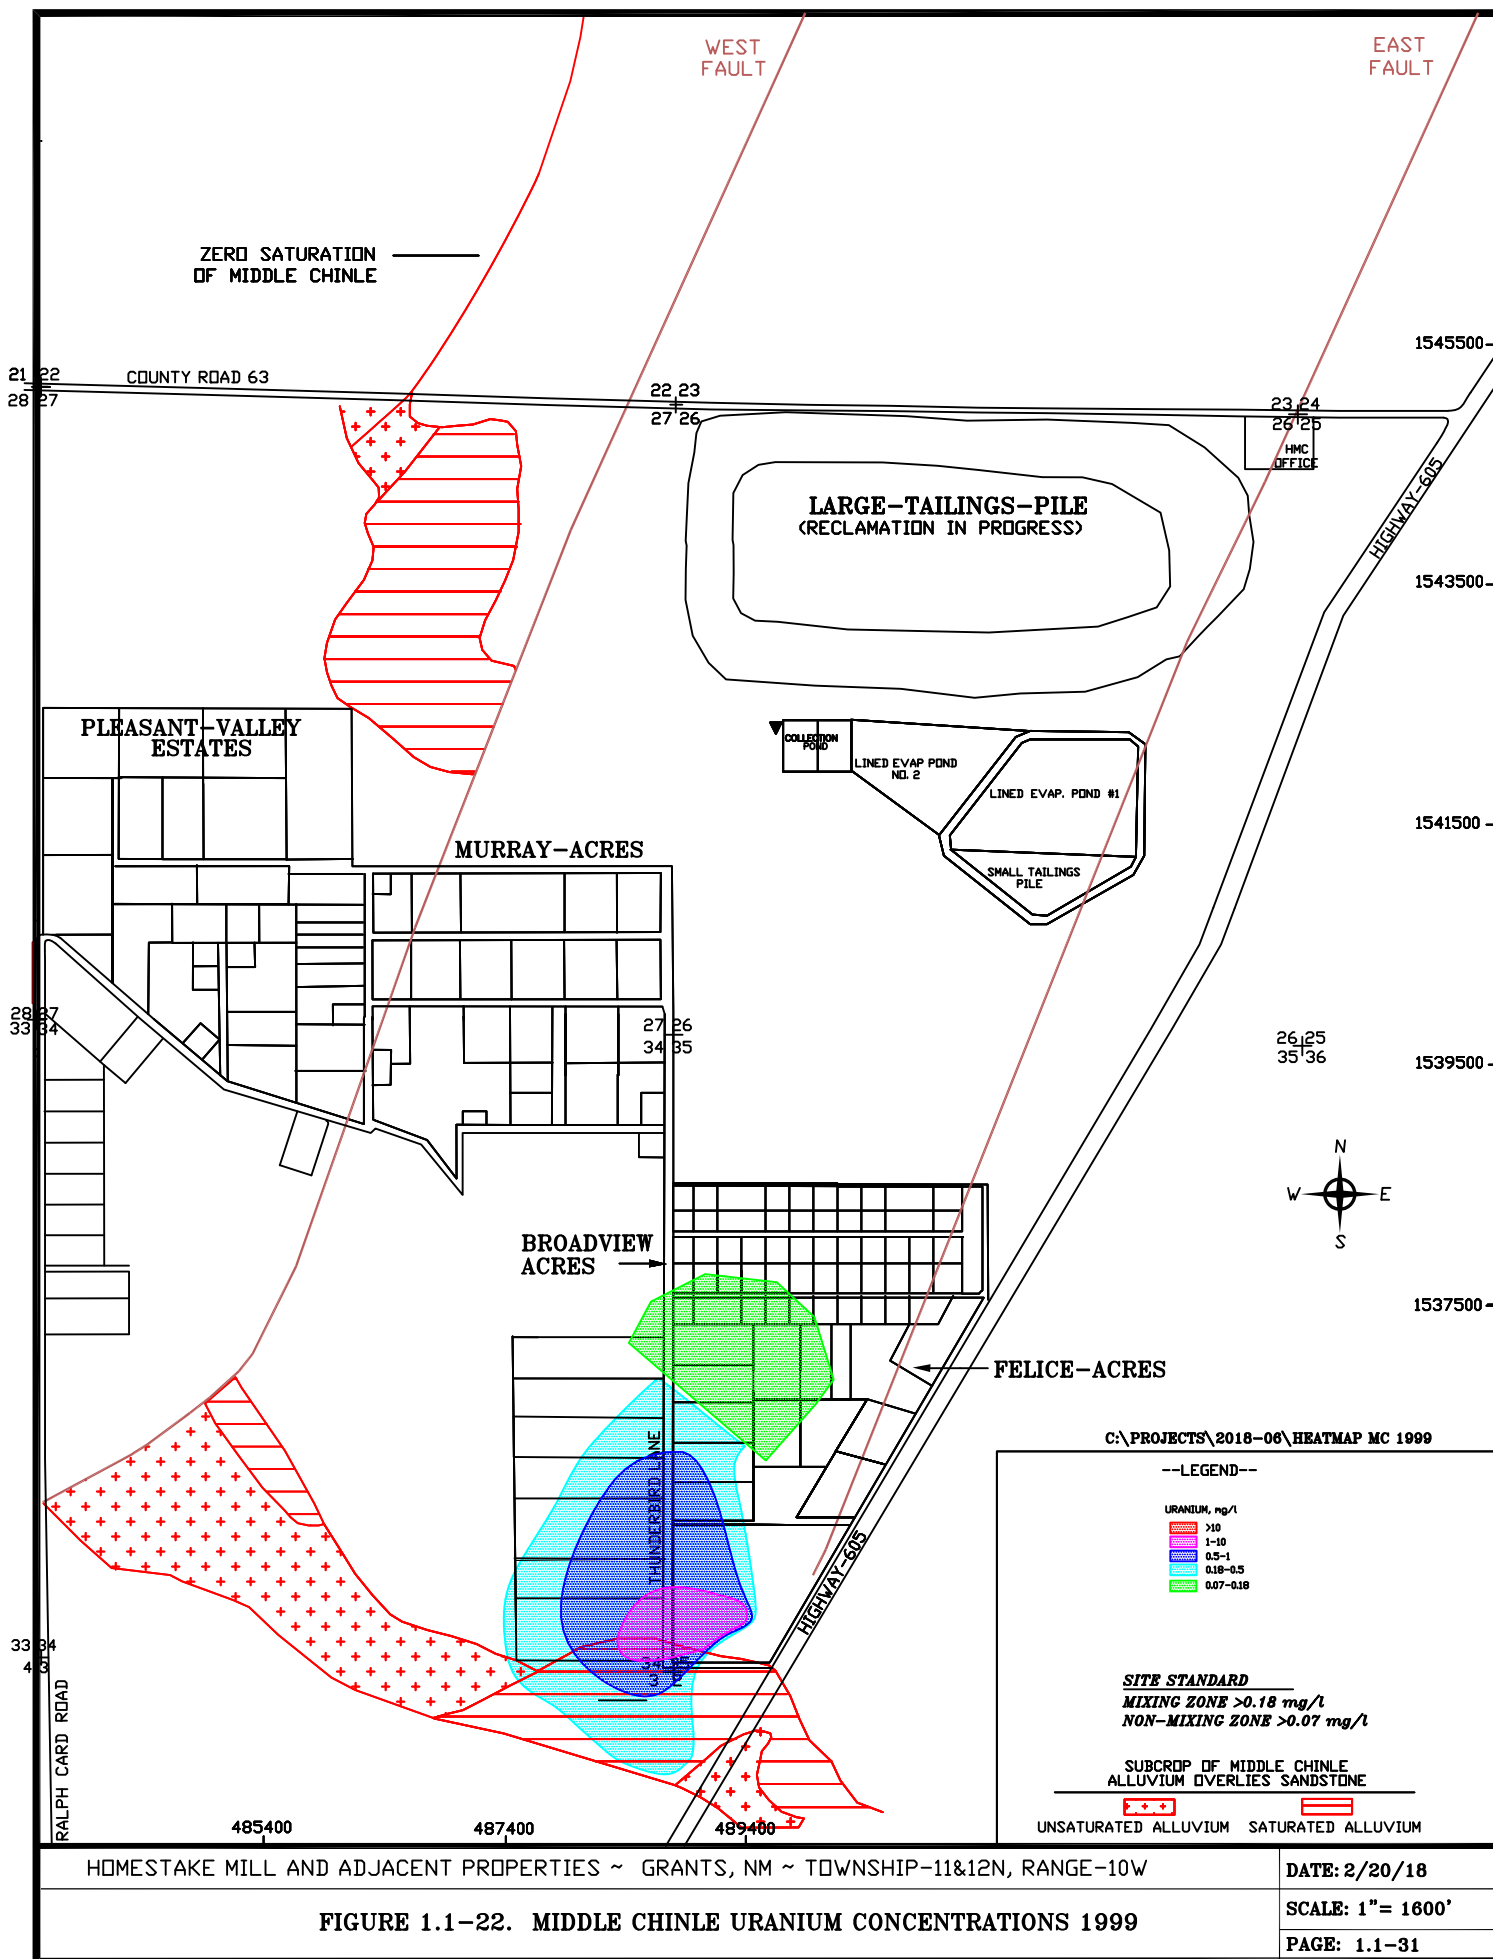 WEST
FAULT
EAST
FAULT
ZERO SATURATION
OF MIDDLE CHINLE
1545500
21 22
28 27
COUNTY ROAD 63
22 23
27 26
23 24
26 25
HMC
OFFICE
HIGHWAY-605
LARGE-TAILINGS-PILE
(RECLAMATION IN PROGRESS)
1543500
PLEASANT-VALLEY
ESTATES
COLLECTION
POND
LINED EVAP POND
NO. 2
LINED EVAP. POND #1
1541500
MURRAY-ACRES
SMALL TAILINGS
PILE
28 27
33 34
27 26
34 35
26 25
35 36
1539500
N
W E
S
BROADVIEW
ACRES
1537500
FELICE-ACRES
THUNDERBIRD LANE
HIGHWAY-605
C:\PROJECTS\2018-06\HEATMAP MC 1999
--LEGEND--
URANIUM, mg/l
>10
1-10
0.5-1
0.18-0.5
0.07-0.18
33 34
4 3
SITE STANDARD
MIXING ZONE >0.18 mg/l
NON-MIXING ZONE >0.07 mg/l
SUBCROP OF MIDDLE CHINLE
ALLUVIUM OVERLIES SANDSTONE
UNSATURATED ALLUVIUM SATURATED ALLUVIUM
RALPH CARD ROAD
485400 487400 489400
HOMESTAKE MILL AND ADJACENT PROPERTIES ~ GRANTS, NM ~ TOWNSHIP-11&12N, RANGE-10W
DATE: 2/20/18
FIGURE 1.1-22. MIDDLE CHINLE URANIUM CONCENTRATIONS 1999
SCALE: 1"= 1600'
PAGE: 1.1-31